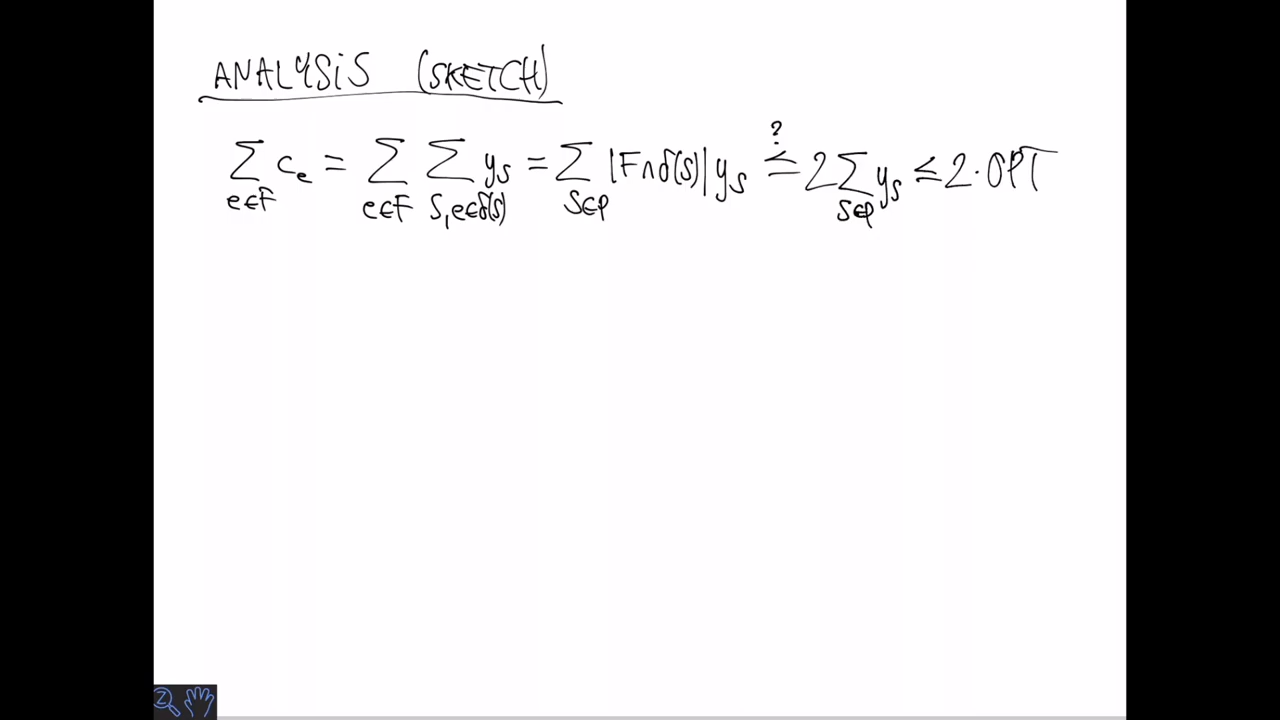 ANALYSIS (SKETCH)
∑_{e∈F} c_e = ∑_{e∈F} ∑_{S, e∈δ(S)} y_S = ∑_{S∈P} |F∩δ(S)| y_S ≤^? 2∑_{S∈P} y_S ≤ 2·OPT